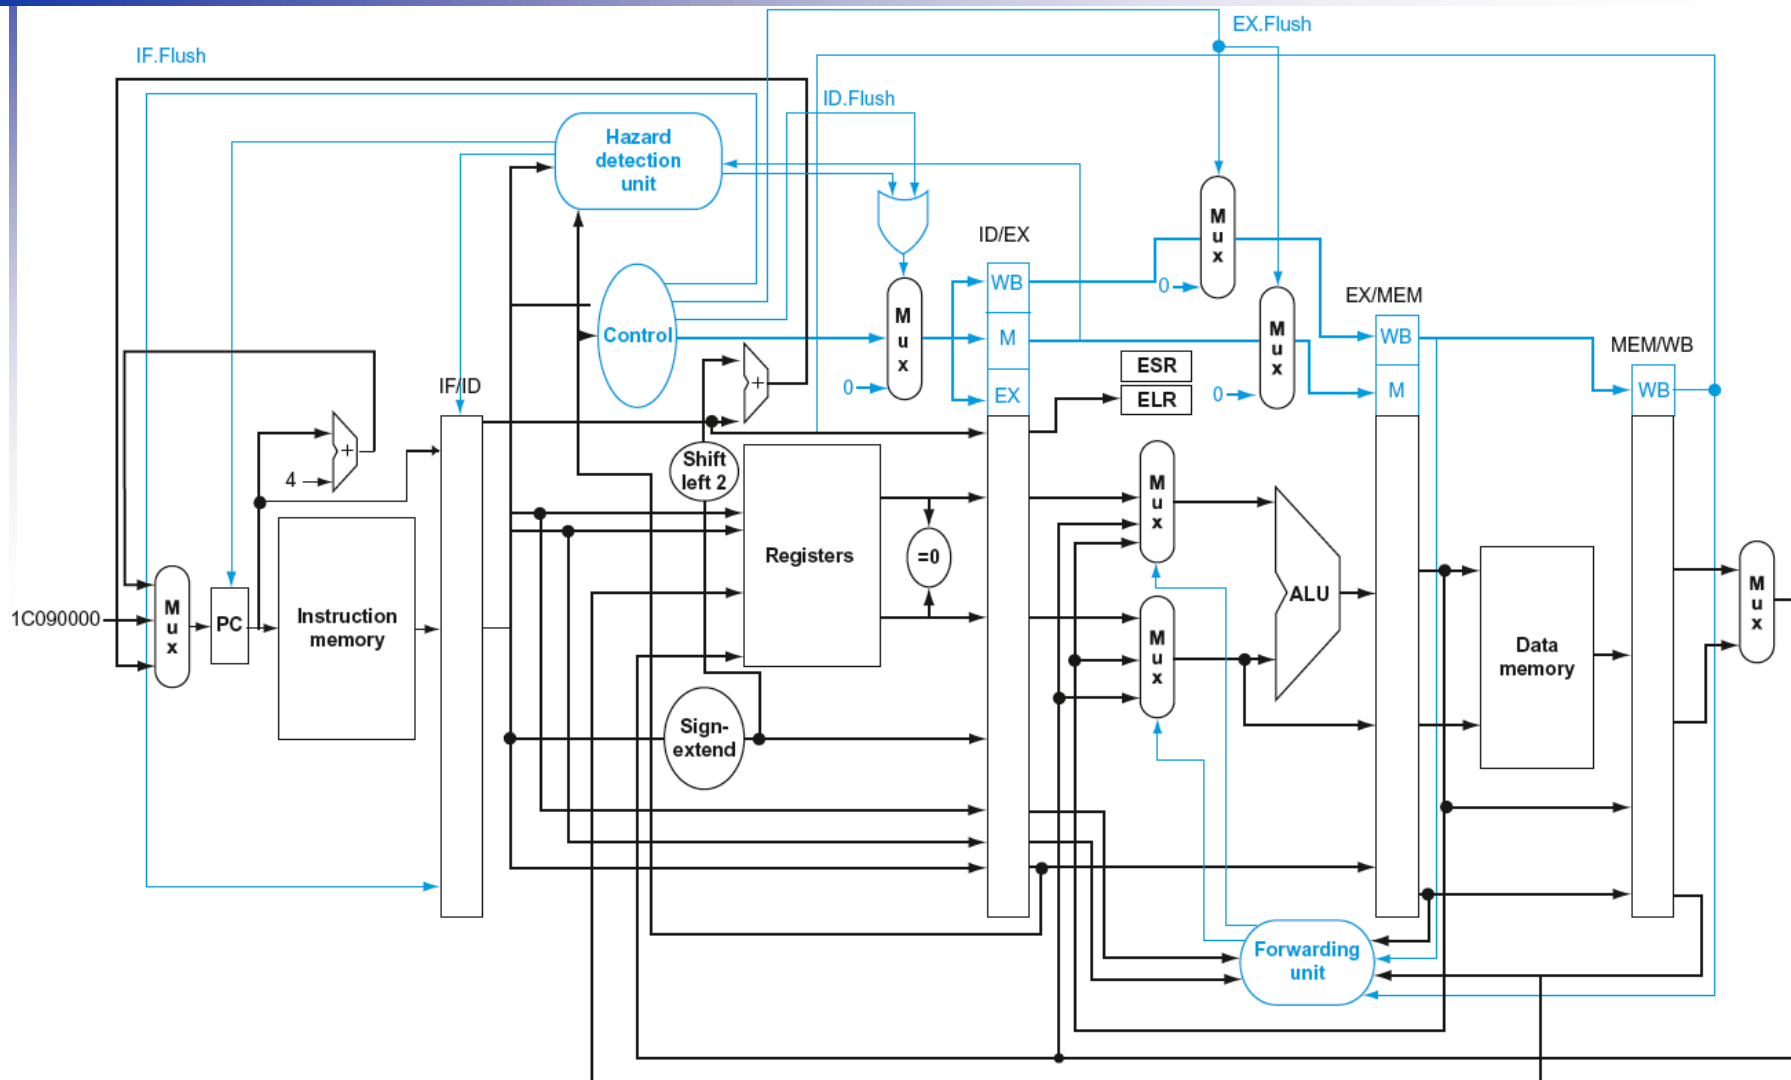 IF.Flush
EX.Flush
ID.Flush
Hazard
detection
unit
Control
M
u
x
0
ID/EX
WB
M
EX
M
u
x
0
M
u
x
0
EX/MEM
WB
M
MEM/WB
WB
ESR
ELR
IF/ID
+
4
+
Shift
left 2
1C090000
M
u
x
PC
Instruction
memory
Registers
=0
Sign-
extend
M
u
x
M
u
x
ALU
Data
memory
M
u
x
Forwarding
unit